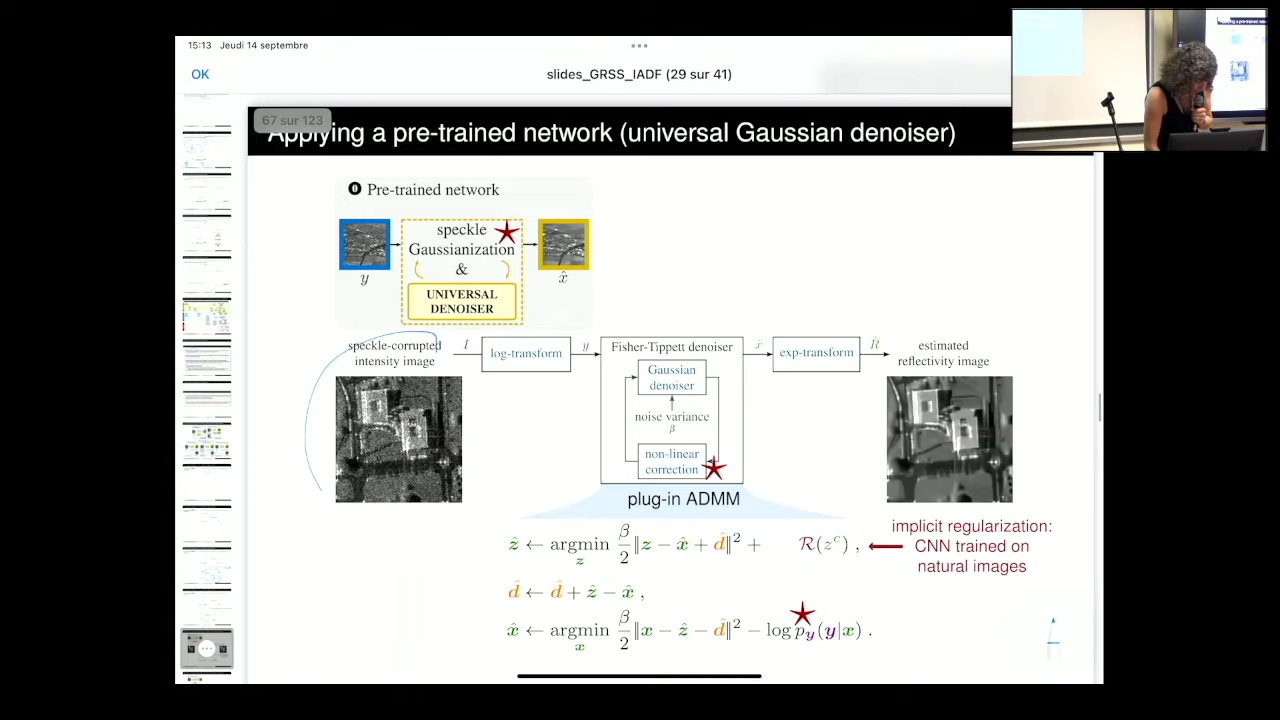 15:13 Jeudi 14 septembre
OK
slides_GRSS_IADF (29 sur 41)
67 sur 123
Applying a pre-trained network (universal Gaussian denoiser)
0 Pre-trained network
speckle
Gaussianization
&
UNIVERSAL
DENOISER
y
x̂
speckle-corrupted
intensity image
I
log-transform
y
Fisher-Tippett denoiser
Gaussian
denoiser
noise variance
β
non-linear
correction
x̂
exp-transform
R̂
estimated
reflectivity image
plug-in ADMM
ẑ ← argmin_z β/2 ‖z − x̂ + d̂‖² + R(z^c) ,
implicit regularization:
CNN trained on
natural images
d̂ ← d̂ + ẑ − x̂ ,
x̂ ← argmin_x β/2 ‖x − ẑ − d̂‖² − log p_y(y|x) .